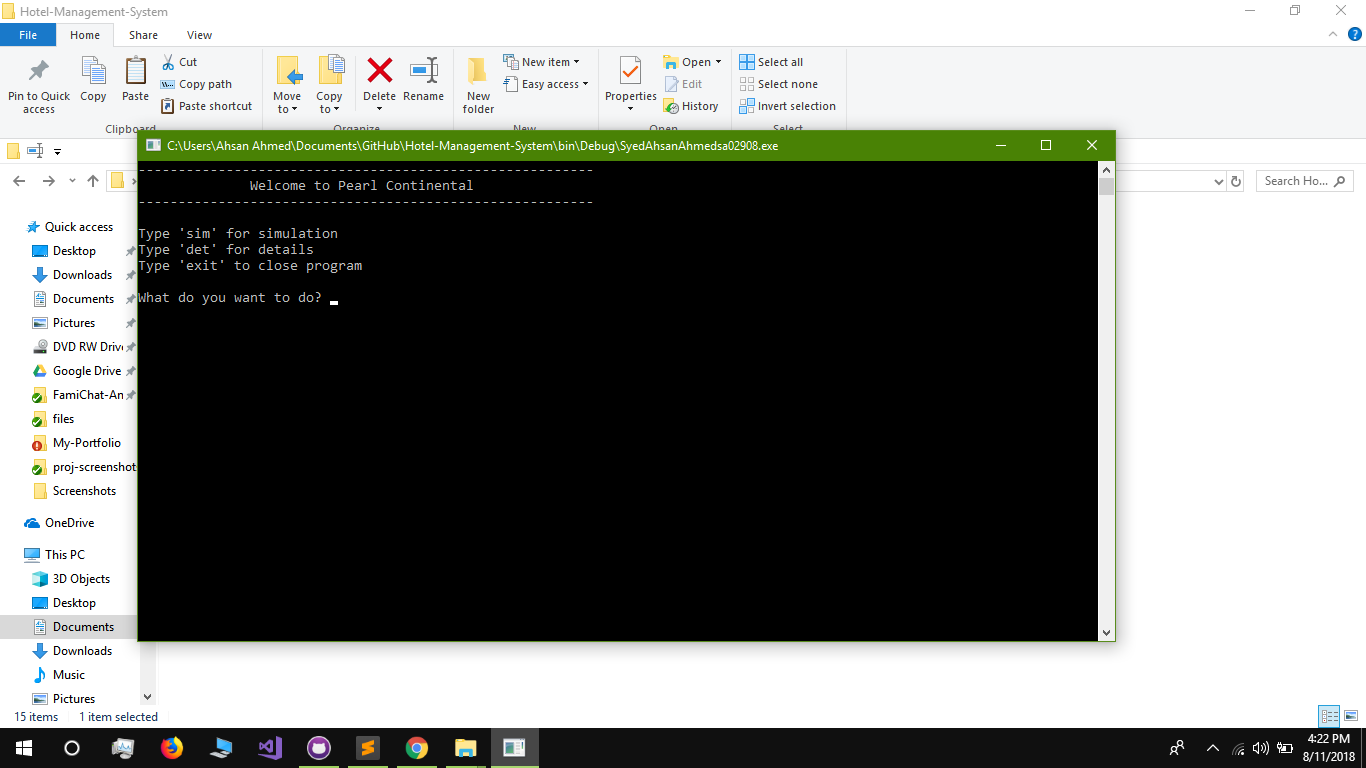 Hotel-Management-System
File Home Share View
Pin to Quick access
Copy
Paste
Cut
Copy path
Paste shortcut
Clipboard
Move to
Copy to
Delete
Rename
Organize
New folder
New item
Easy access
New
Properties
Open
Edit
History
Open
Select all
Select none
Invert selection
Select
C:\Users\Ahsan Ahmed\Documents\GitHub\Hotel-Management-System\bin\Debug\SyedAhsanAhmedsa02908.exe
---------------------------------------------------------
Welcome to Pearl Continental
---------------------------------------------------------
Type 'sim' for simulation
Type 'det' for details
Type 'exit' to close program
What do you want to do?
Search Ho...
Quick access
Desktop
Downloads
Documents
Pictures
DVD RW Driv
Google Drive
FamiChat-An
files
My-Portfolio
proj-screenshot
Screenshots
OneDrive
This PC
3D Objects
Desktop
Documents
Downloads
Music
Pictures
15 items 1 item selected
4:22 PM
8/11/2018